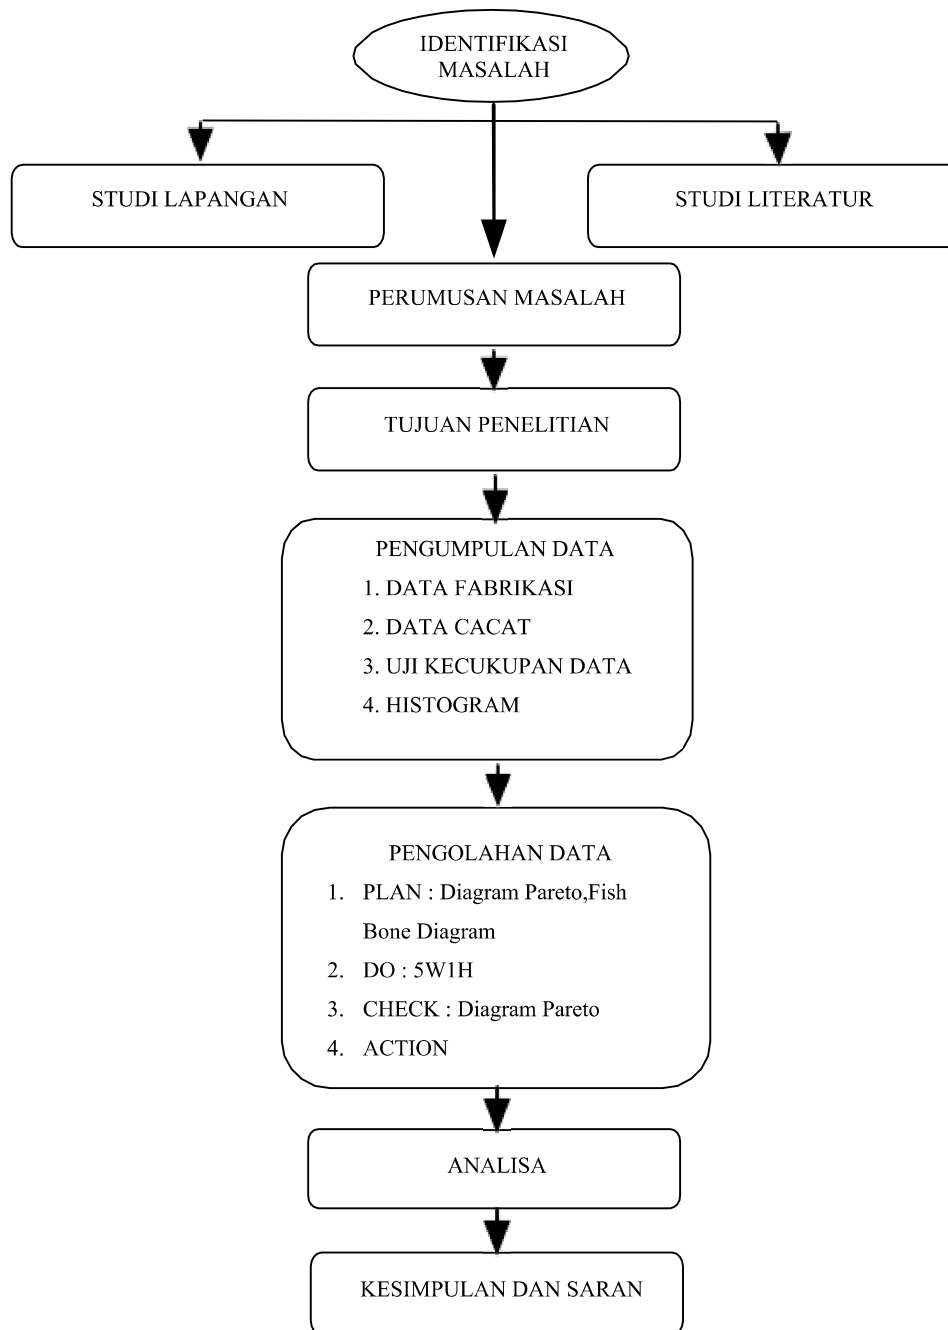 IDENTIFIKASI
MASALAH
STUDI LAPANGAN
STUDI LITERATUR
PERUMUSAN MASALAH
TUJUAN PENELITIAN
PENGUMPULAN DATA
1. DATA FABRIKASI
2. DATA CACAT
3. UJI KECUKUPAN DATA
4. HISTOGRAM
PENGOLAHAN DATA
1. PLAN : Diagram Pareto,Fish
Bone Diagram
2. DO : 5W1H
3. CHECK : Diagram Pareto
4. ACTION
ANALISA
KESIMPULAN DAN SARAN